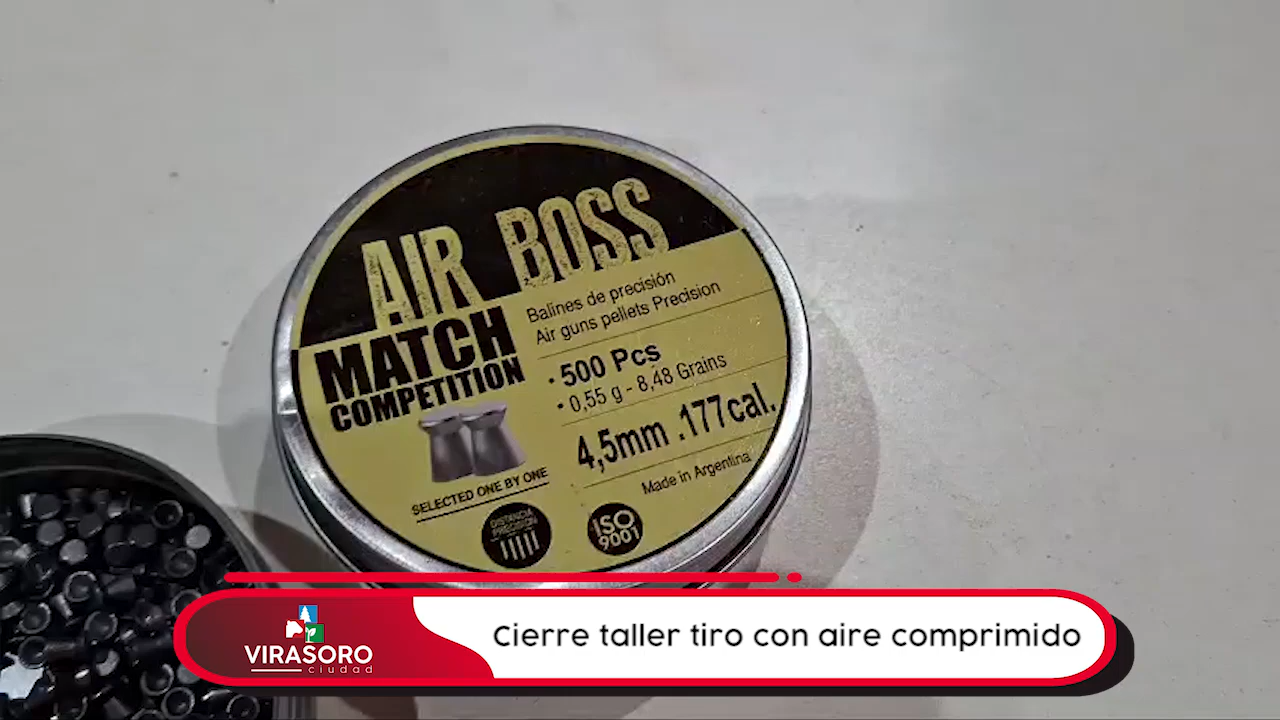 AIR BOSS
MATCH
COMPETITION
Balines de precisión
Air guns pellets Precision
• 500 Pcs
• 0,55 g - 8,48 Grains
4,5mm .177cal.
Made in Argentina
SELECTED ONE BY ONE
DISTANCIA
PRECISION
ISO
9001
VIRASORO
ciudad
Cierre taller tiro con aire comprimido